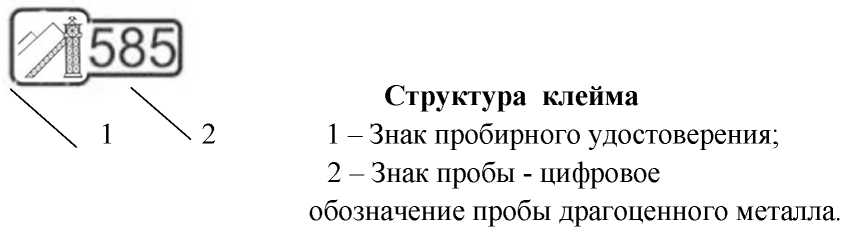 585
1
2
Структура клейма
1 – Знак пробирного удостоверения;
2 – Знак пробы - цифровое
обозначение пробы драгоценного металла.